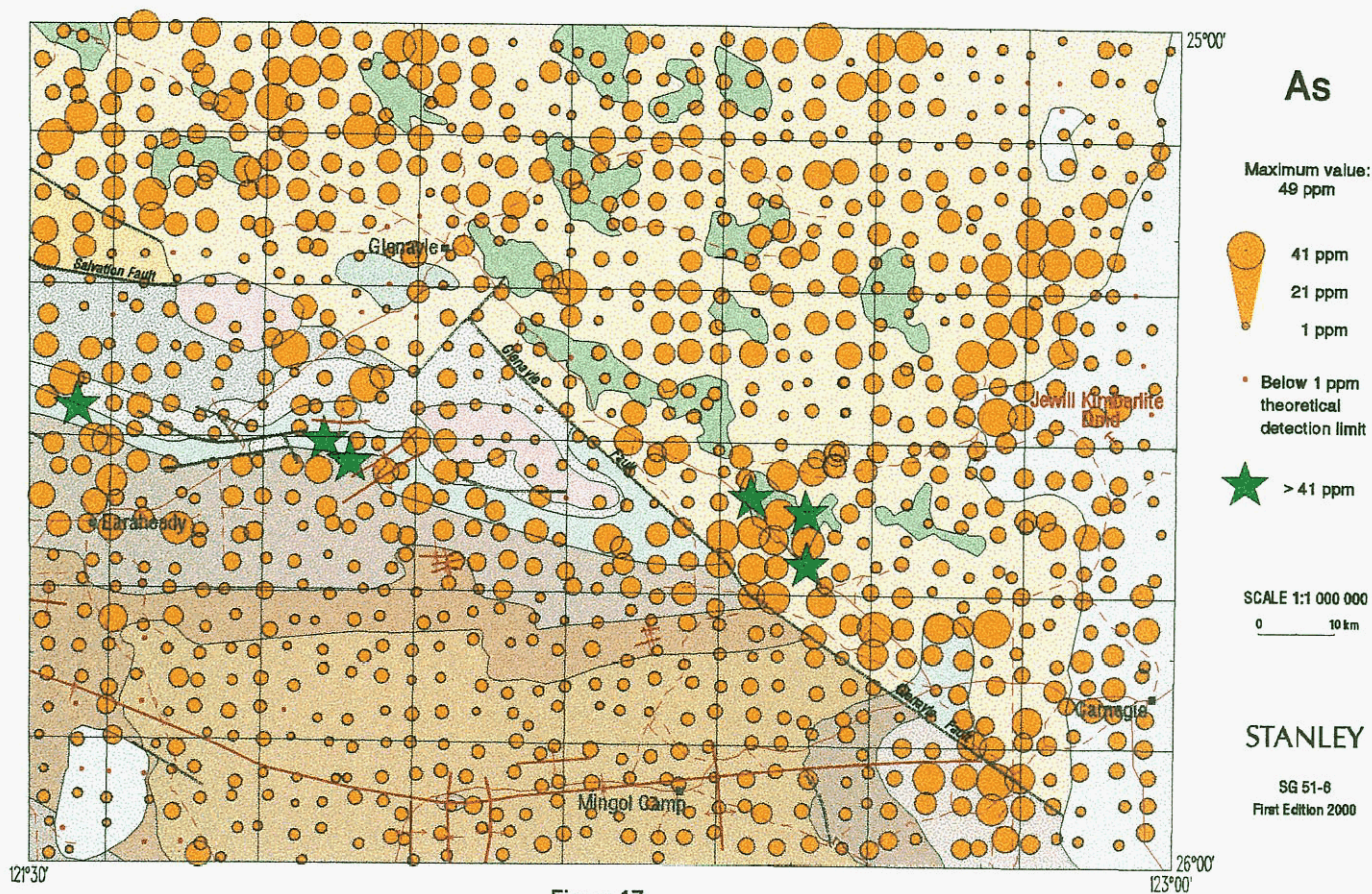 25°00'
As
Maximum value:
49 ppm
41 ppm
21 ppm
1 ppm
Below 1 ppm
theoretical
detection limit
> 41 ppm
SCALE 1:1 000 000
0 10 km
STANLEY
SG 51-6
First Edition 2000
Glenayle
Salvation Fault
Glenayle
Fault
Jewill Kimberlite
Earaheedy
Fault
Carnegie
Mingol Camp
121°30'
26°00'
123°00'